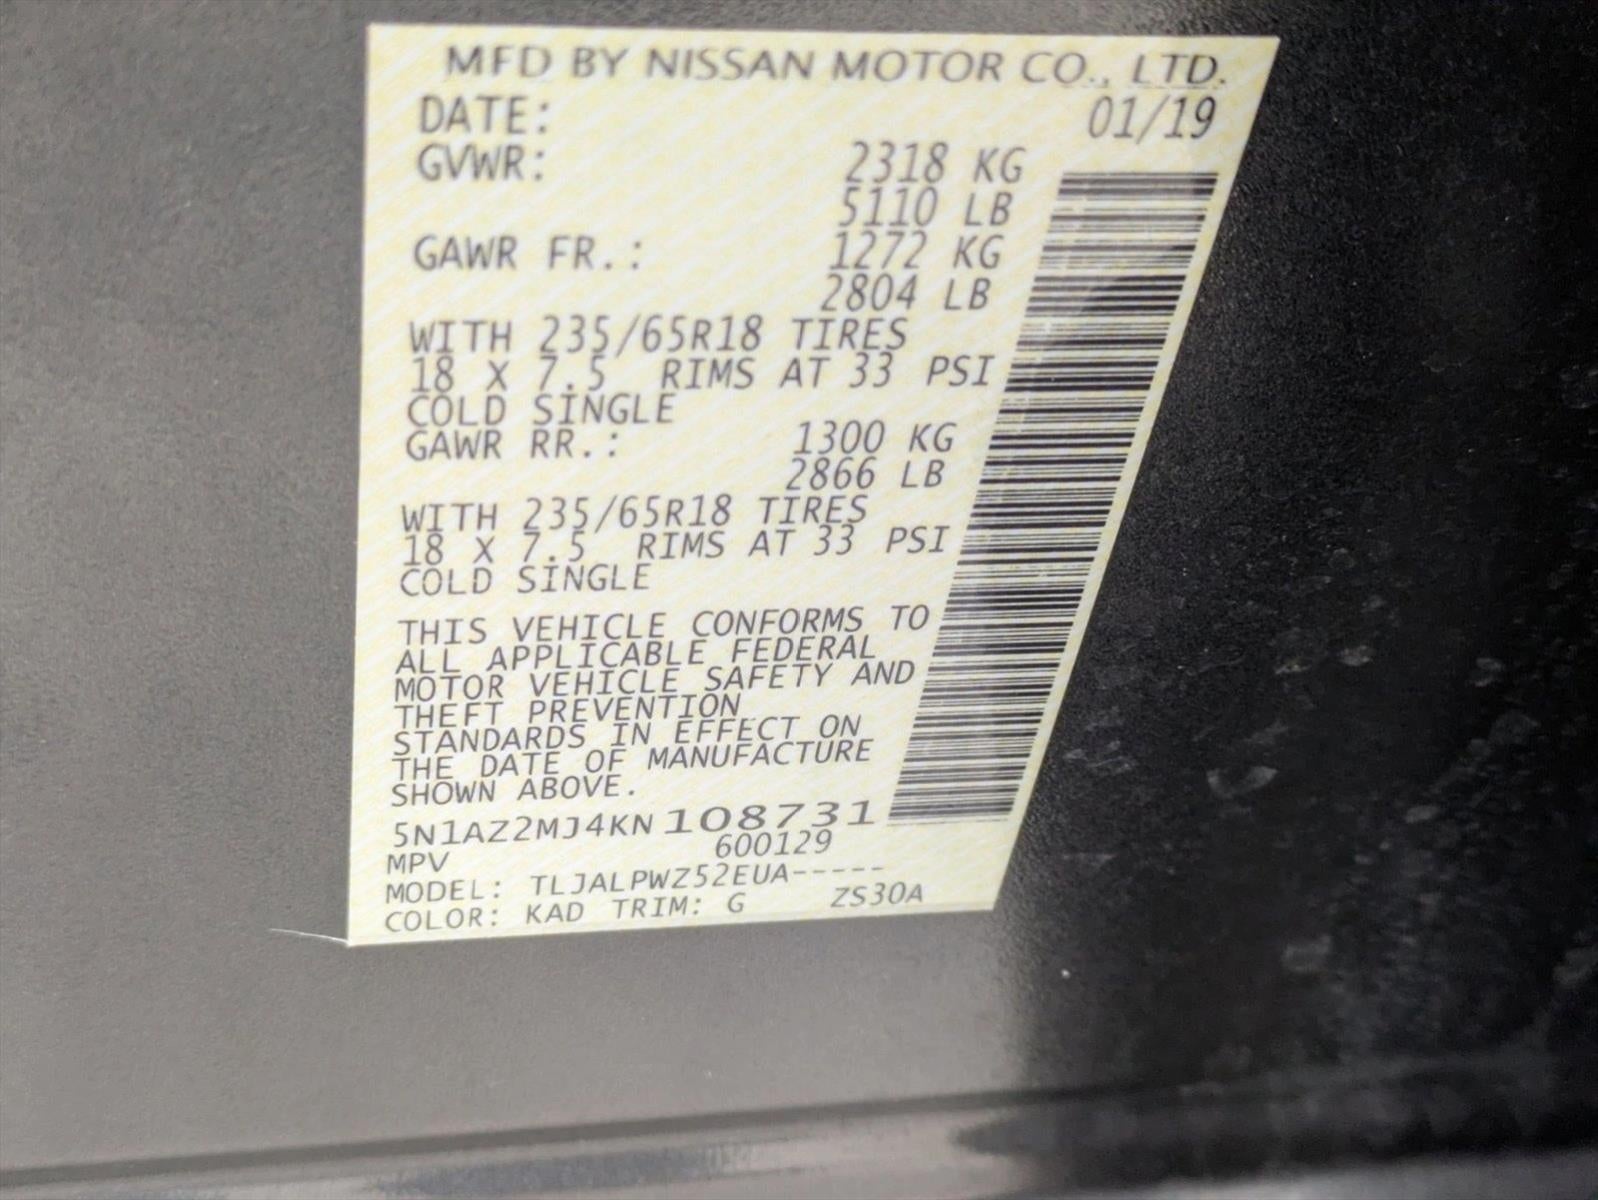 MFD BY NISSAN MOTOR CO., LTD.
DATE: 01/19
GVWR: 2318 KG
5110 LB
GAWR FR.: 1272 KG
2804 LB
WITH 235/65R18 TIRES
18 X 7.5 RIMS AT 33 PSI
COLD SINGLE
GAWR RR.: 1300 KG
2866 LB
WITH 235/65R18 TIRES
18 X 7.5 RIMS AT 33 PSI
COLD SINGLE
THIS VEHICLE CONFORMS TO
ALL APPLICABLE FEDERAL
MOTOR VEHICLE SAFETY AND
THEFT PREVENTION
STANDARDS IN EFFECT ON
THE DATE OF MANUFACTURE
SHOWN ABOVE.
5N1AZ2MJ4KN108731
MPV 600129
MODEL: TLJALPWZ52EUA-----
COLOR: KAD TRIM: G ZS30A